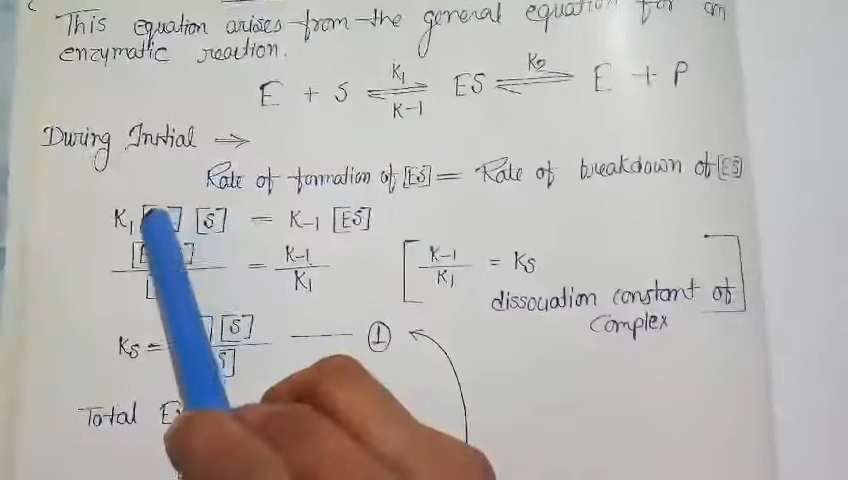 This equation arises from the general equation for an
enzymatic reaction.
E + S ⇌ ES ⇌ E + P
K1 K2
K-1
During Initial →
Rate of formation of [ES] = Rate of breakdown of [ES]
K1 [S] = K-1 [ES]
= K-1 / K1 [ K-1 / K1 = Ks
dissociation constant of
Complex ]
Ks = [S] ——— ①
Total